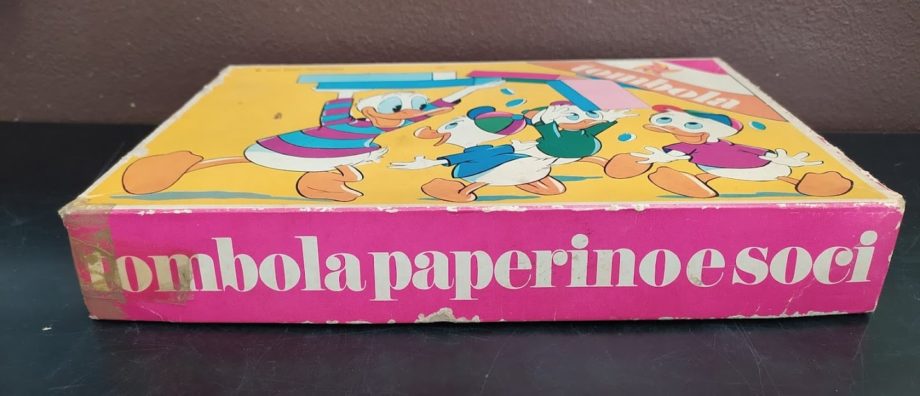 tombola
tombola paperino e soci